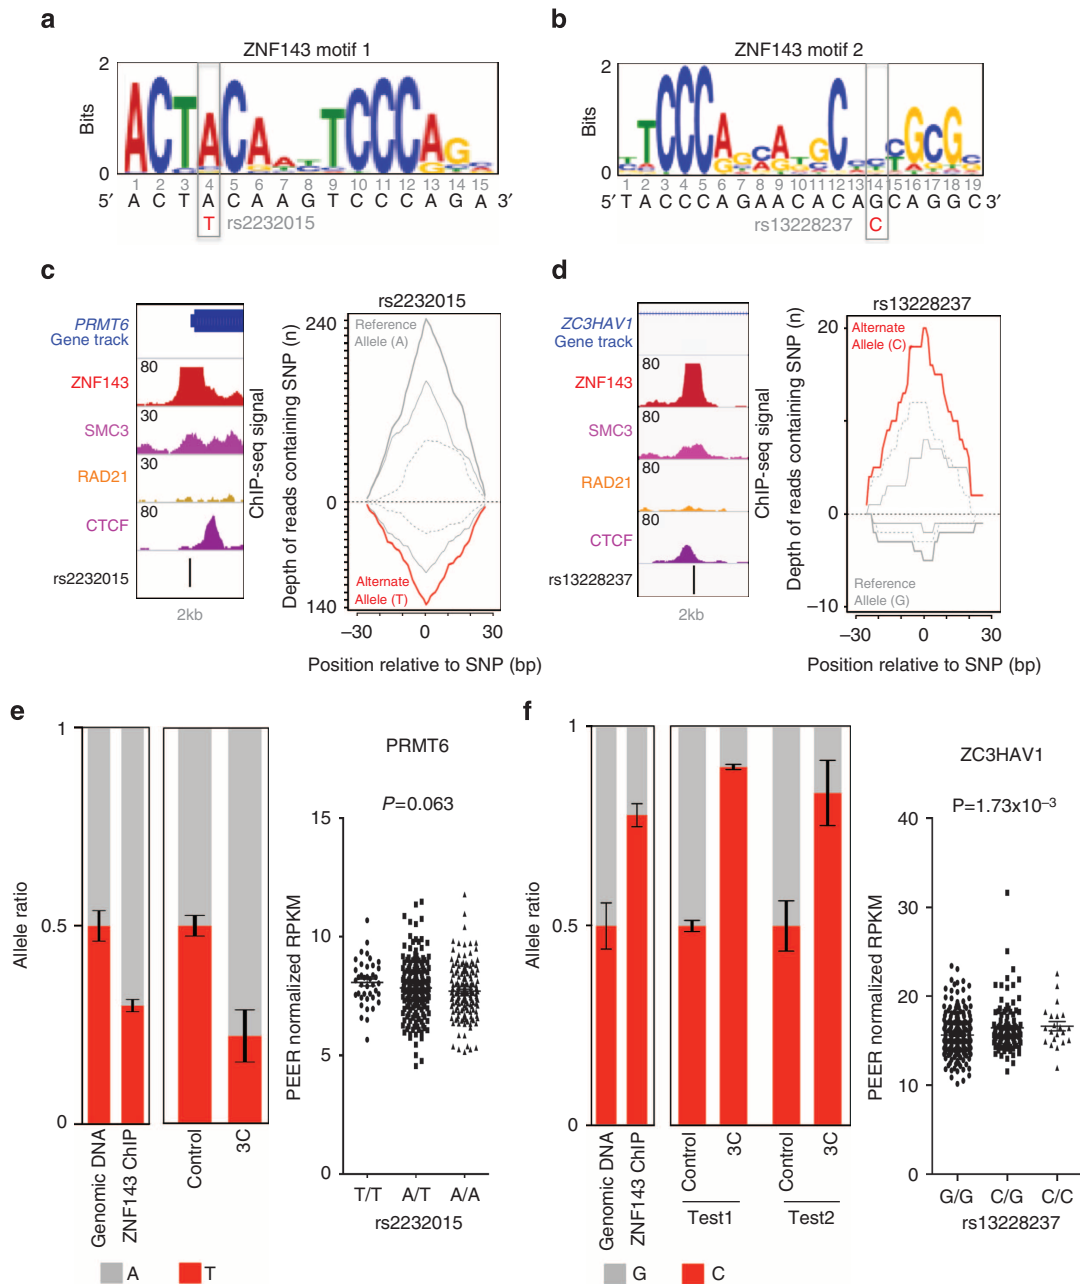 a
ZNF143 motif 1
2
Bits
0
1 2 3 4 5 6 7 8 9 10 11 12 13 14 15
5′ A C T A C A A G T C C C A G A 3′
T rs2232015
b
ZNF143 motif 2
2
Bits
0
1 2 3 4 5 6 7 8 9 10 11 12 13 14 15 16 17 18 19
5′ T A C C C A G A A C A C A G C A G G C 3′
rs13228237 C
c
PRMT6
Gene track
80
ZNF143
30
SMC3
30
RAD21
80
CTCF
rs2232015
2kb
ChIP-seq signal
rs2232015
Depth of reads containing SNP (n)
240
Reference
Allele (A)
0
Alternate
Allele (T)
140
−30 0 30
Position relative to SNP (bp)
d
ZC3HAV1
Gene track
80
ZNF143
80
SMC3
80
RAD21
80
CTCF
rs13228237
2kb
ChIP-seq signal
rs13228237
Depth of reads containing SNP (n)
20
Alternate
Allele (C)
10
0
Reference
Allele (G)
−10
−30 0 30
Position relative to SNP (bp)
e
1
0.5
0
Allele ratio
Genomic DNA
ZNF143 ChIP
Control
3C
A T
PRMT6
P=0.063
15
10
5
0
PEER normalized RPKM
T/T A/T A/A
rs2232015
f
1
0.5
0
Allele ratio
Genomic DNA
ZNF143 ChIP
Control
3C
Control
3C
Test1 Test2
G C
ZC3HAV1
P=1.73x10⁻³
40
30
20
10
0
PEER normalized RPKM
G/G C/G C/C
rs13228237